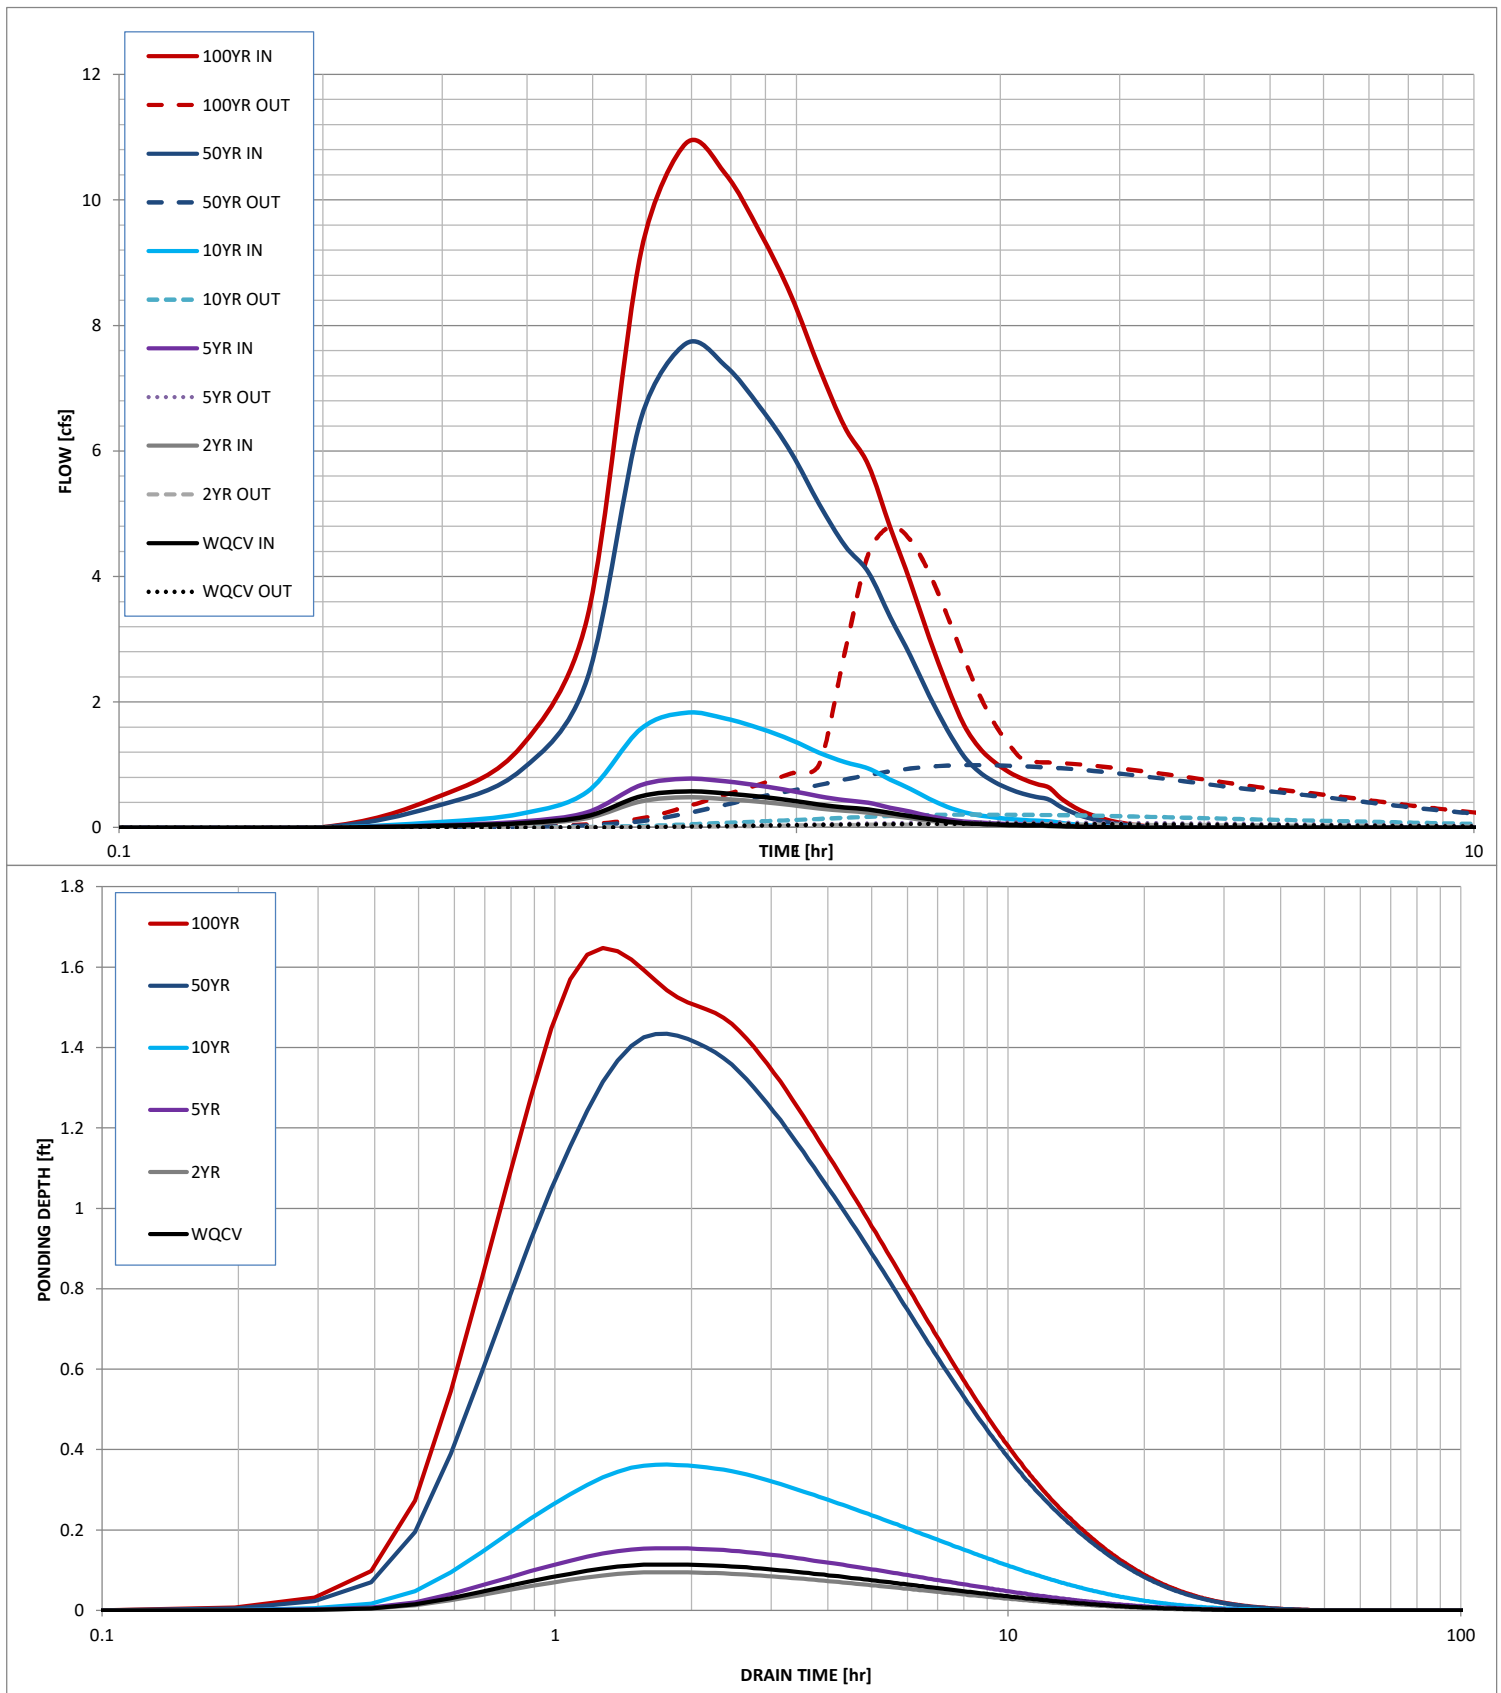 100YR IN
100YR OUT
50YR IN
50YR OUT
10YR IN
10YR OUT
5YR IN
5YR OUT
2YR IN
2YR OUT
WQCV IN
WQCV OUT
FLOW [cfs]
12
10
8
6
4
2
0
0.1
1
10
TIME [hr]
100YR
50YR
10YR
5YR
2YR
WQCV
PONDING DEPTH [ft]
1.8
1.6
1.4
1.2
1
0.8
0.6
0.4
0.2
0
0.1
1
10
100
DRAIN TIME [hr]